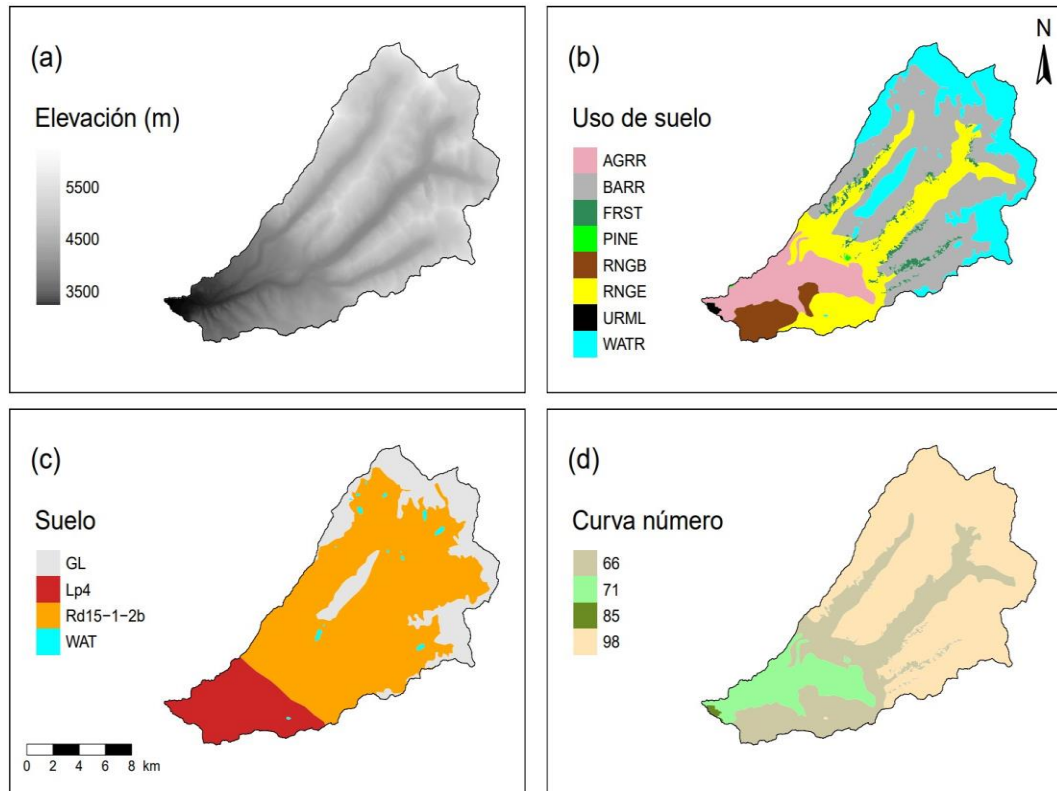 (a)
Elevación (m)
5500
4500
3500
(b)
N
Uso de suelo
AGRR
BARR
FRST
PINE
RNGB
RNGE
URML
WATR
(c)
Suelo
GL
Lp4
Rd15−1−2b
WAT
0 2 4 6 8 km
(d)
Curva número
66
71
85
98